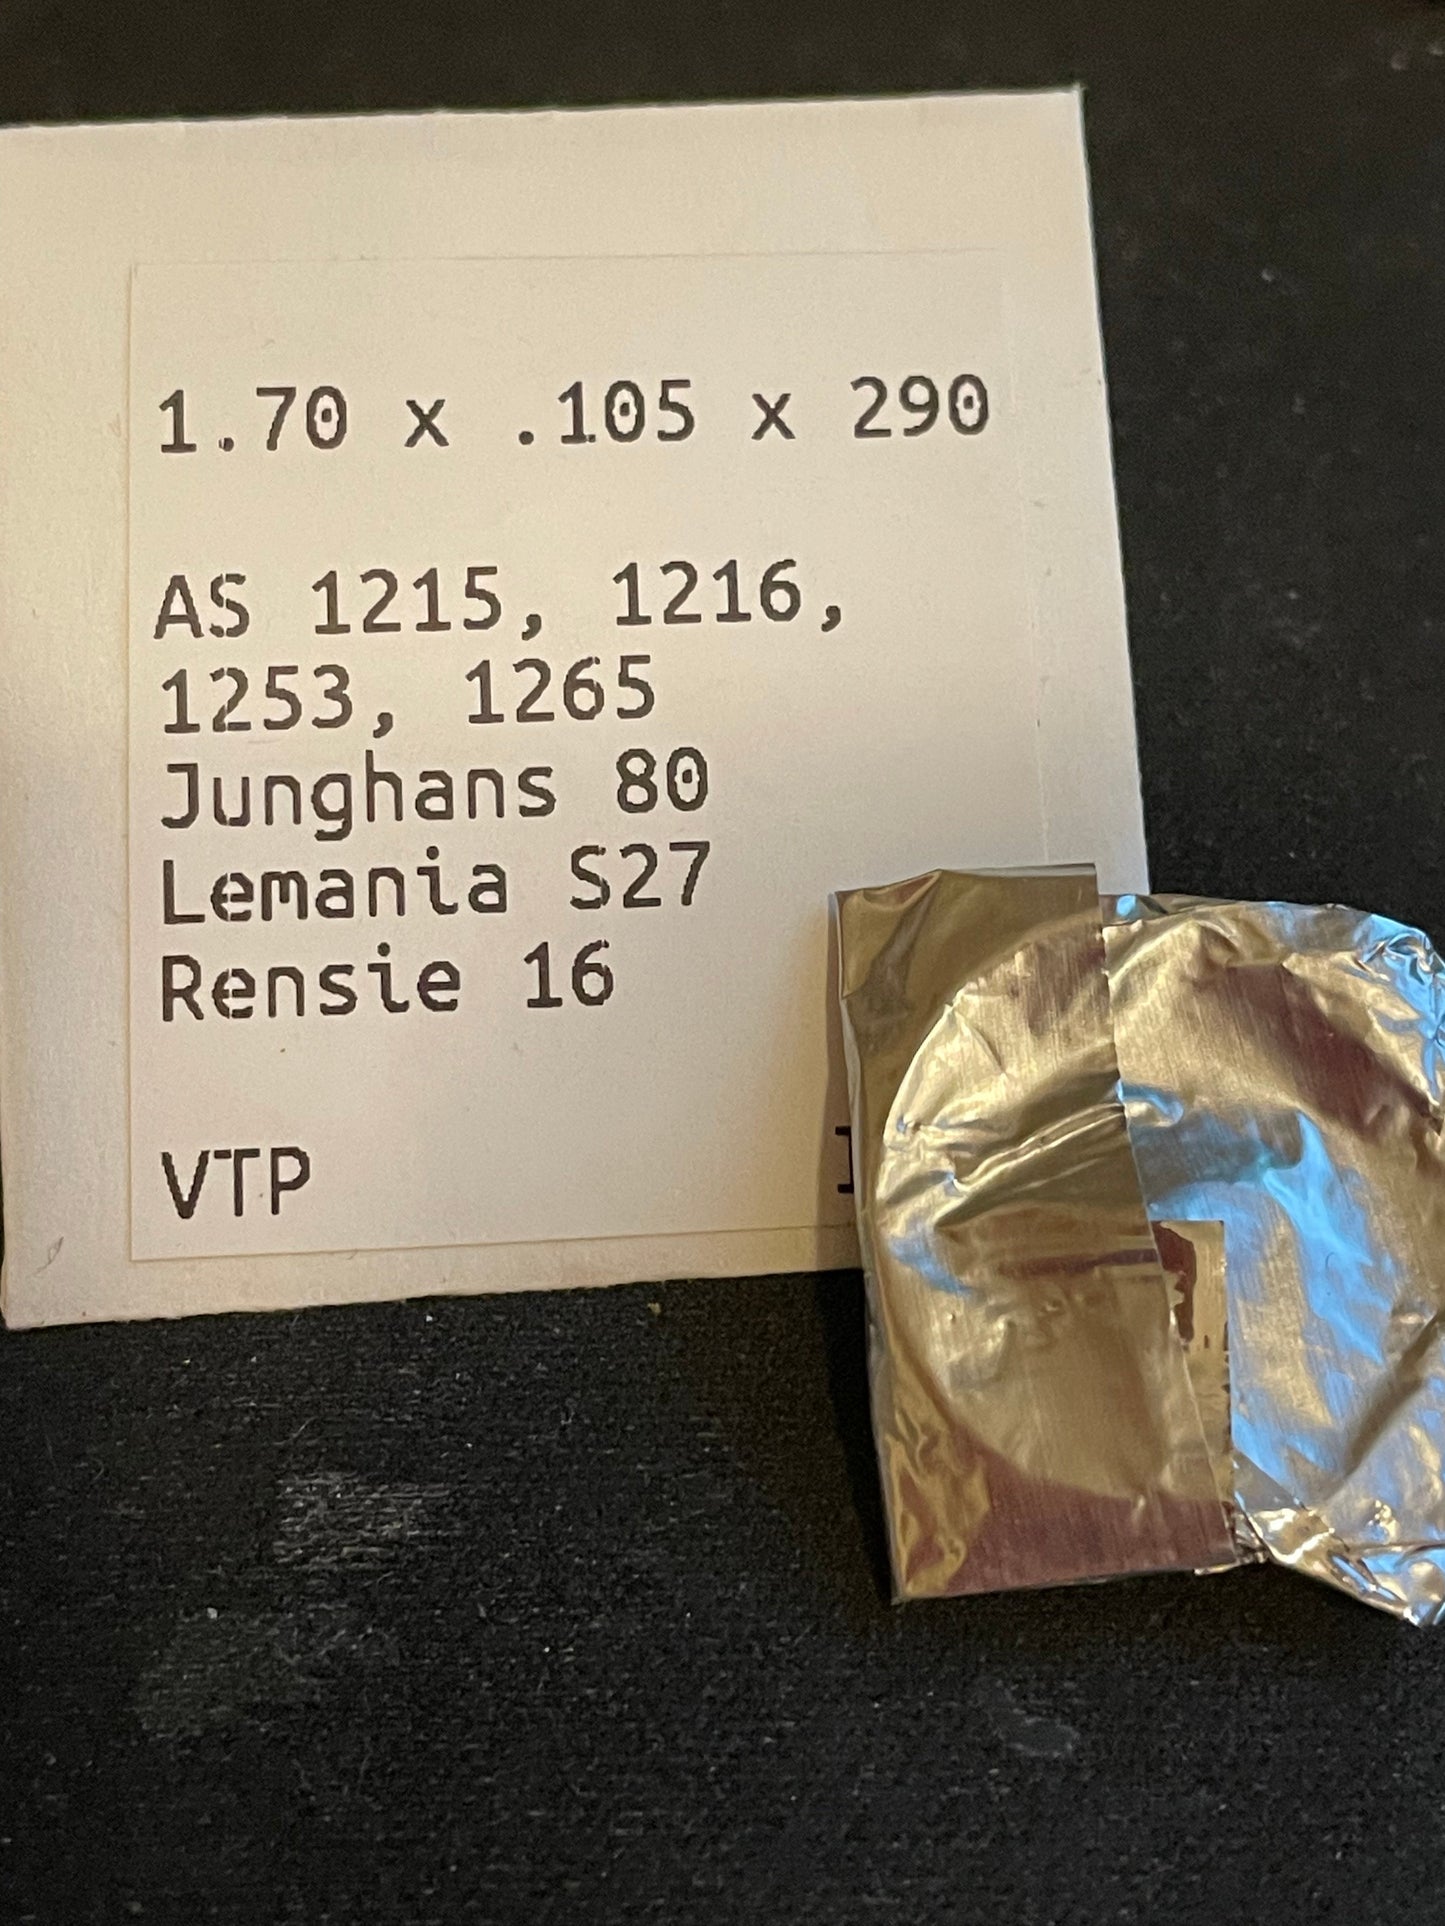 1.70 x .105 x 290
AS 1215, 1216,
1253, 1265
Junghans 80
Lemania S27
Rensie 16
VTP